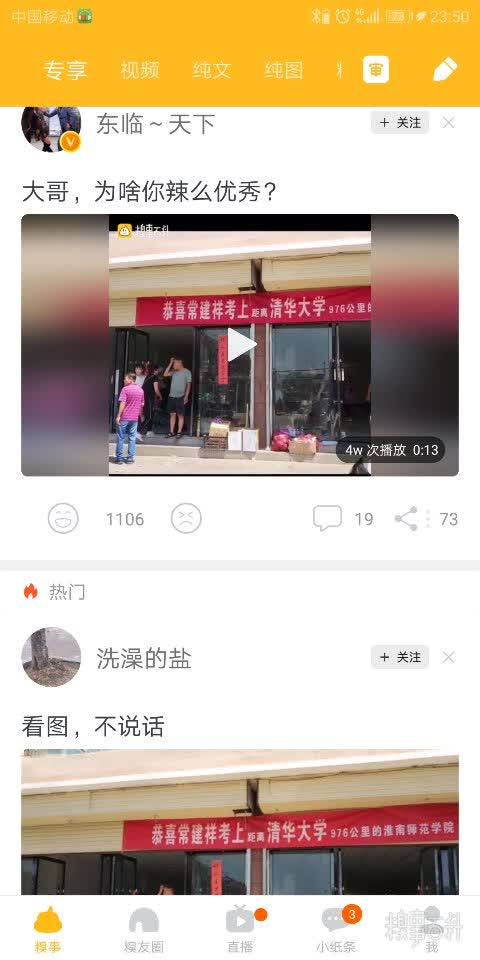 中国移动 4G 73 23:50
专享 视频 纯文 纯图 审
东临~天下 + 关注
大哥，为啥你辣么优秀？
糗事百科
恭喜常建祥考上距离清华大学976公里的
4w 次播放 0:13
1106 19 73
热门
洗澡的盐 + 关注
看图，不说话
恭喜常建祥考上距离清华大学976公里的淮南师范学院
糗事百科
糗事 糗友圈 直播 小纸条 3 我